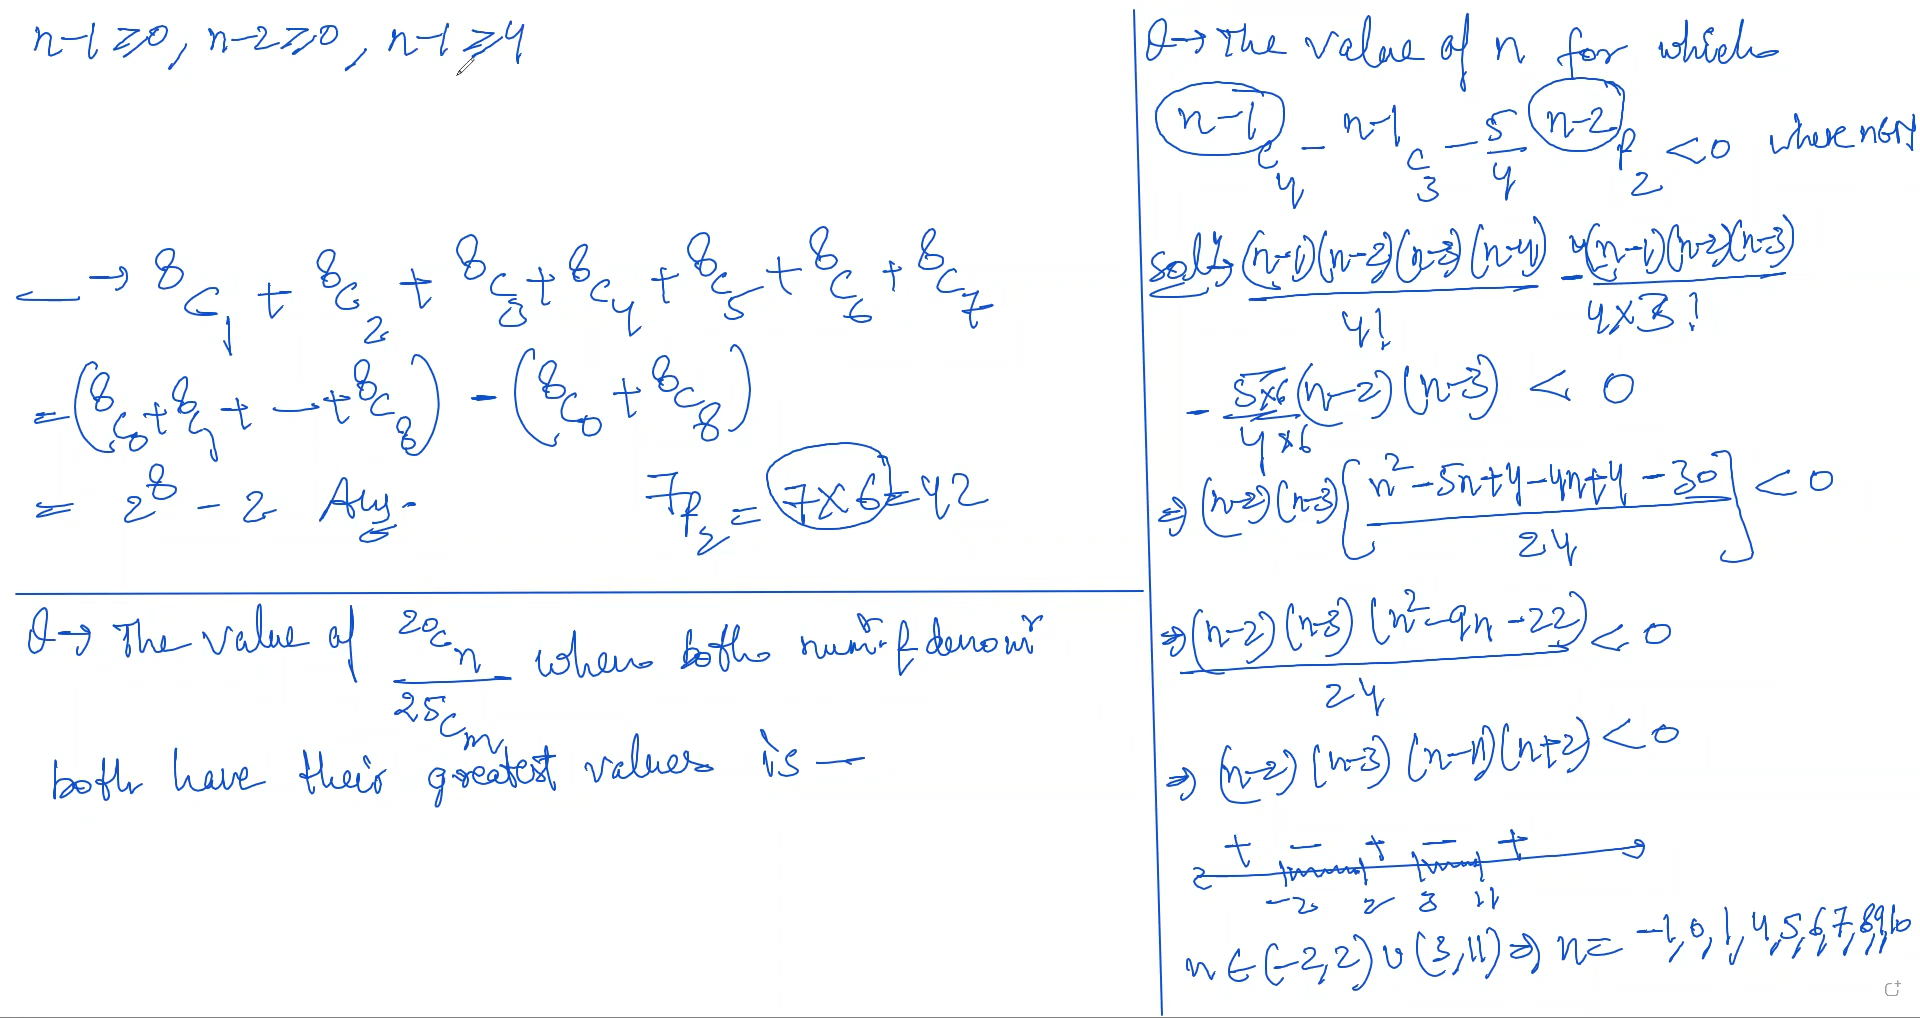 n-1≥0, n-2≥0, n-1≥4
→ ⁸C₁ + ⁸C₂ + ⁸C₃ + ⁸C₄ + ⁸C₅ + ⁸C₆ + ⁸C₇
= (⁸C₀ + ⁸C₁ + — + ⁸C₈) - (⁸C₀ + ⁸C₈)
= 2⁸ - 2 Ans.
⁷P₂ = 7×6 = 42
Q→ The value of ²⁰Cₙ / ²⁵Cₘ when both numʳ & denomʳ
both have their greatest values is —
Q→ The value of n for which
ⁿ⁻¹C₄ - ⁿ⁻¹C₃ - 5/4 ⁿ⁻²P₂ < 0 where n∈N
Solⁿ→ (n-1)(n-2)(n-3)(n-4) / 4! - 4(n-1)(n-2)(n-3) / 4×3!
- 5×6 / 4×6 (n-2)(n-3) < 0
⇒ (n-2)(n-3) [ n²-5n+4-4n+4-30 / 24 ] < 0
⇒ (n-2)(n-3)(n²-9n-22) / 24 < 0
⇒ (n-2)(n-3)(n-11)(n+2) < 0
+ - + - +
-2 2 3 11
n∈(-2,2)∪(3,11) ⇒ n= -1,0,1,4,5,6,7,8,9,10